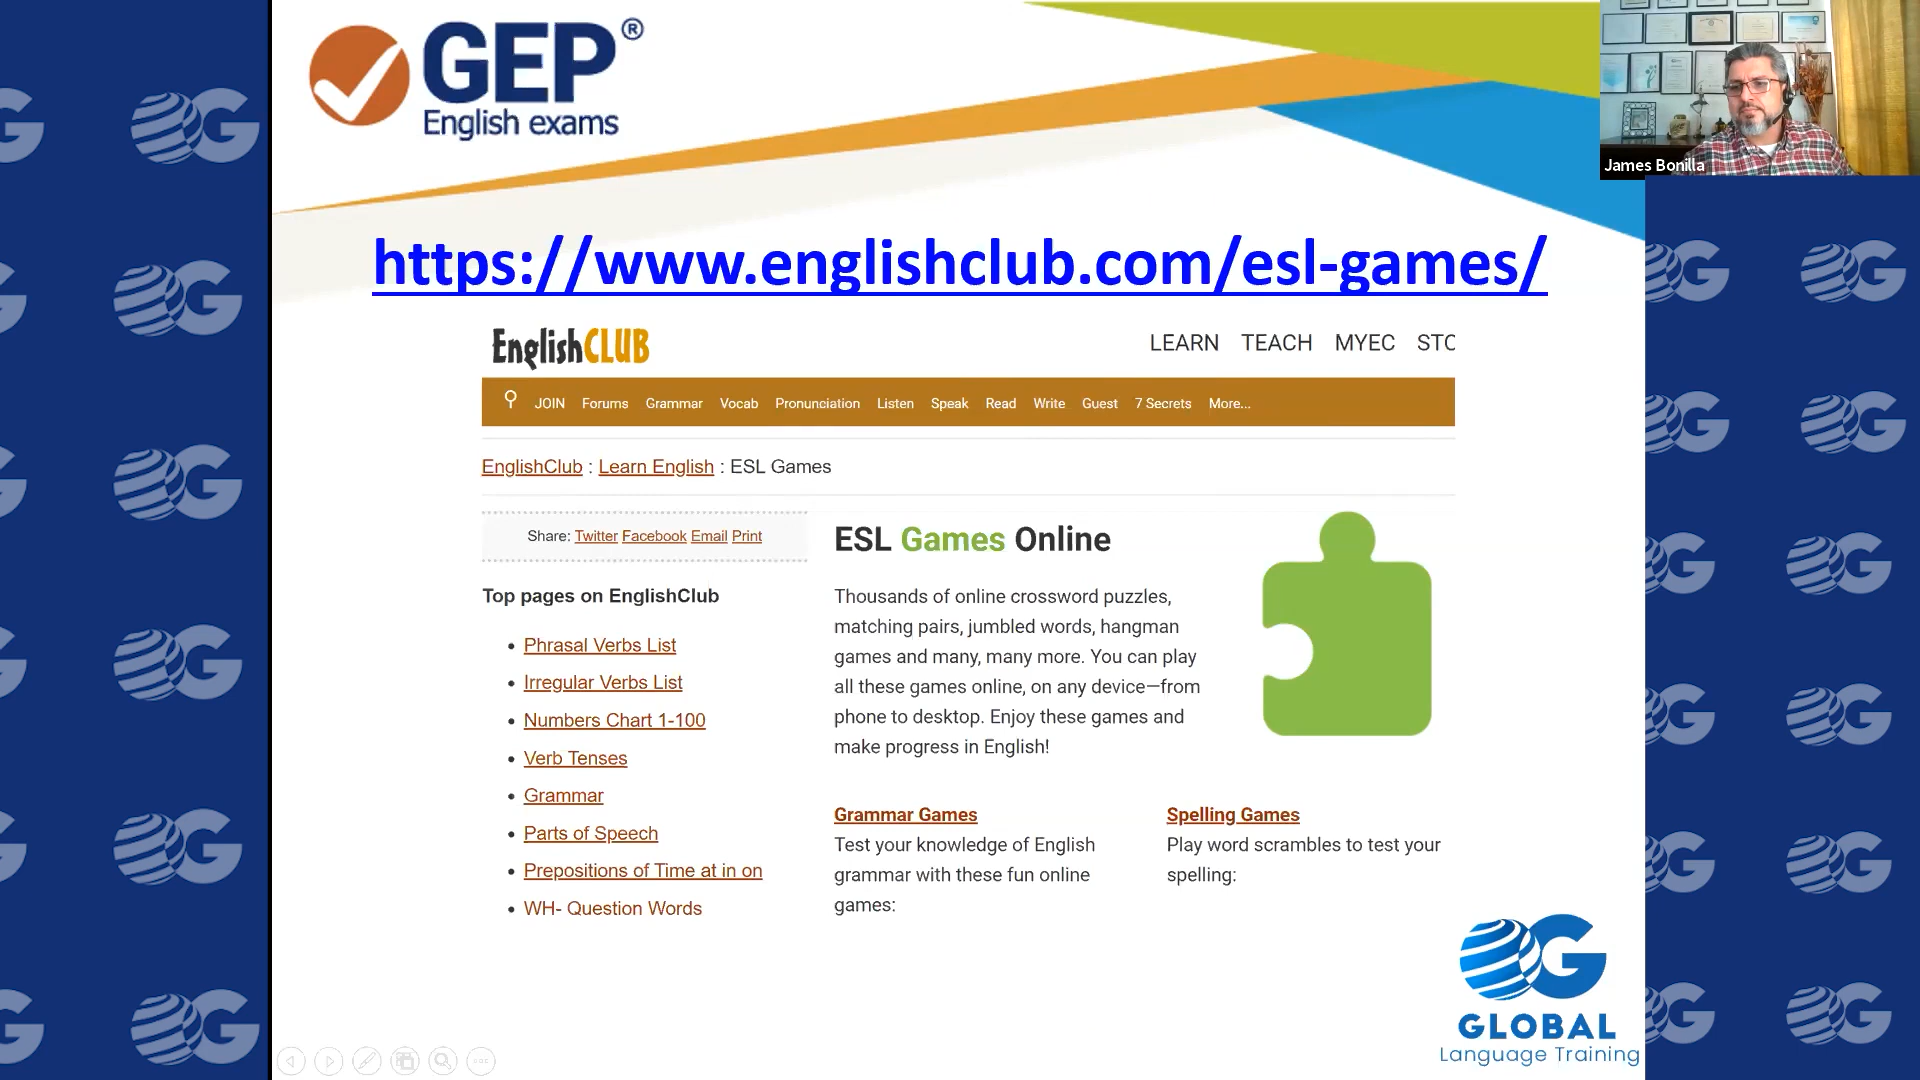 GEP®
English exams
James Bonilla
https://www.englishclub.com/esl-games/
EnglishCLUB
LEARN TEACH MYEC STO
JOIN Forums Grammar Vocab Pronunciation Listen Speak Read Write Guest 7 Secrets More...
EnglishClub : Learn English : ESL Games
Share: Twitter Facebook Email Print
Top pages on EnglishClub
• Phrasal Verbs List
• Irregular Verbs List
• Numbers Chart 1-100
• Verb Tenses
• Grammar
• Parts of Speech
• Prepositions of Time at in on
• WH- Question Words
ESL Games Online
Thousands of online crossword puzzles,
matching pairs, jumbled words, hangman
games and many, many more. You can play
all these games online, on any device—from
phone to desktop. Enjoy these games and
make progress in English!
Grammar Games
Test your knowledge of English
grammar with these fun online
games:
Spelling Games
Play word scrambles to test your
spelling:
G
GLOBAL
Language Training